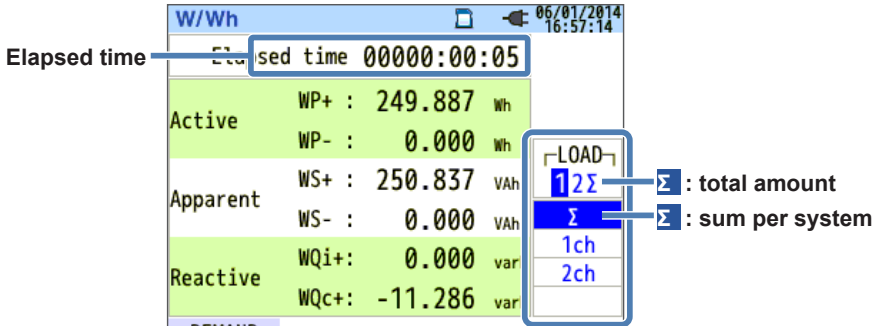 W/Wh 06/01/2014
16:57:14
Elapsed time Elapsed time 00000:00:05
Active WP+ : 249.887 Wh
WP- : 0.000 Wh
LOAD
Apparent WS+ : 250.837 VAh 12Σ Σ : total amount
WS- : 0.000 VAh Σ Σ : sum per system
1ch
Reactive WQi+: 0.000 var
2ch
WQc+: -11.286 var
DEMAND